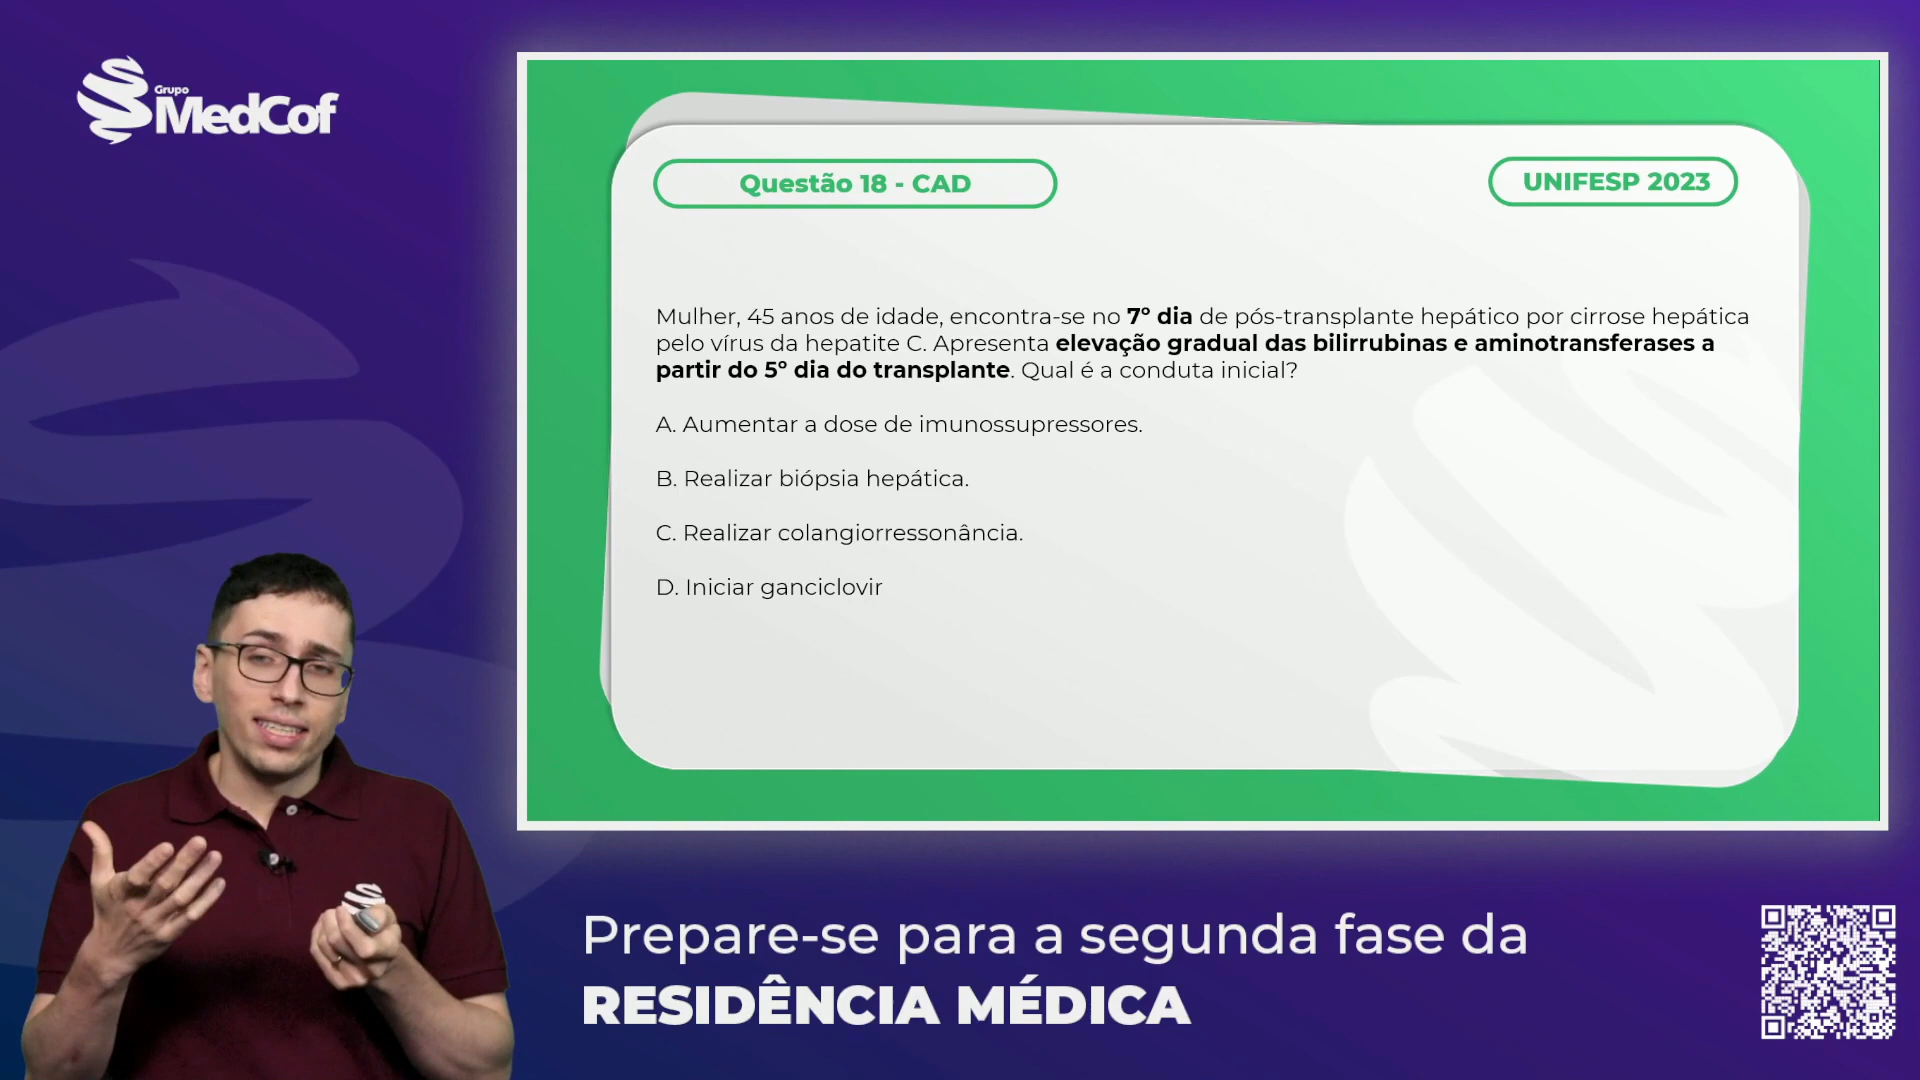 Grupo
MedCof
Questão 18 - CAD
UNIFESP 2023
Mulher, 45 anos de idade, encontra-se no 7º dia de pós-transplante hepático por cirrose hepática
pelo vírus da hepatite C. Apresenta elevação gradual das bilirrubinas e aminotransferases a
partir do 5º dia do transplante. Qual é a conduta inicial?
A. Aumentar a dose de imunossupressores.
B. Realizar biópsia hepática.
C. Realizar colangiorressonância.
D. Iniciar ganciclovir
Prepare-se para a segunda fase da
RESIDÊNCIA MÉDICA